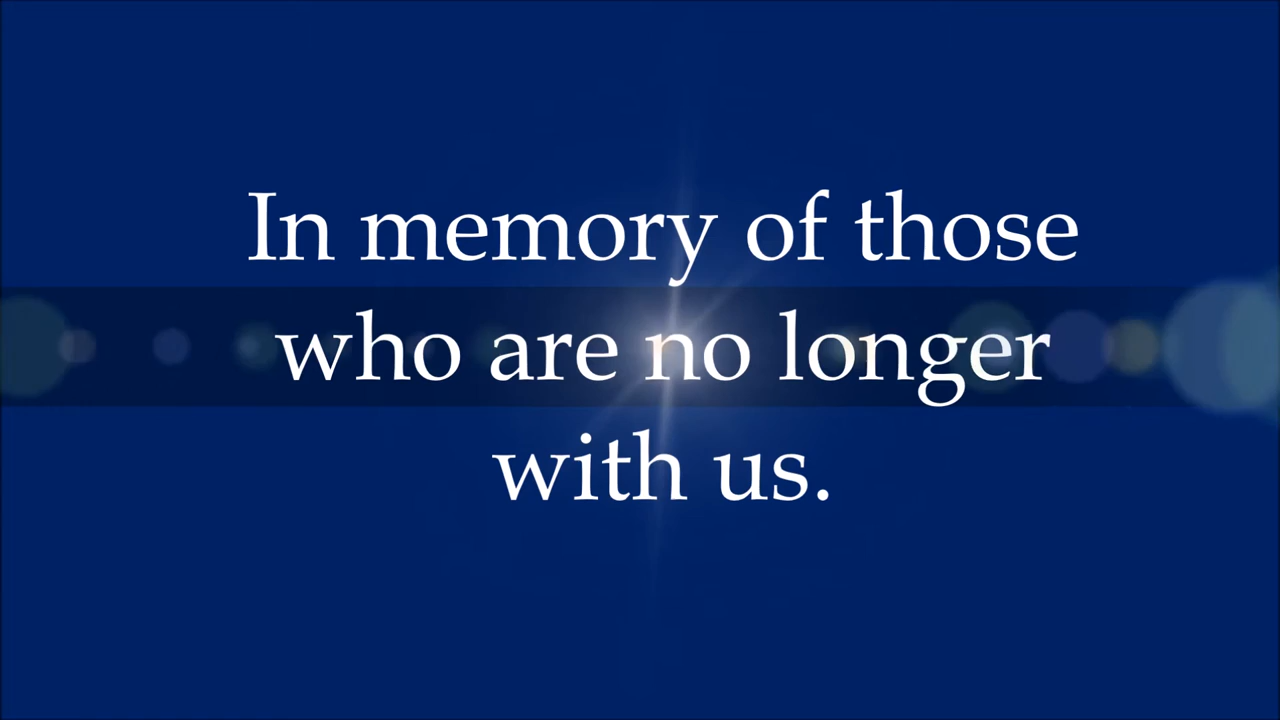 In memory of those
who are no longer
with us.